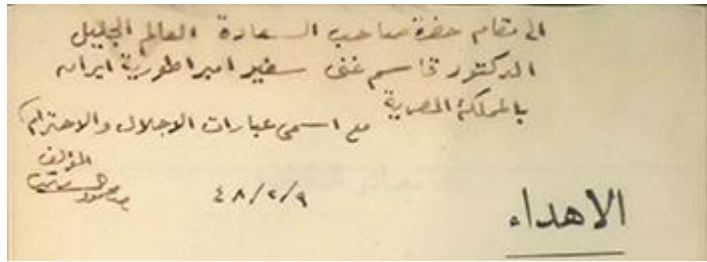 الى مقام حضرة صاحب السعادة العالم الجليل
الدكتور قاسم غنى سفير امبراطورية ايران
بالمملكة المصرية
مع اسمى عبارات الاجلال والاحترام
المؤلف
٤٨/٢/٩
الاهداء